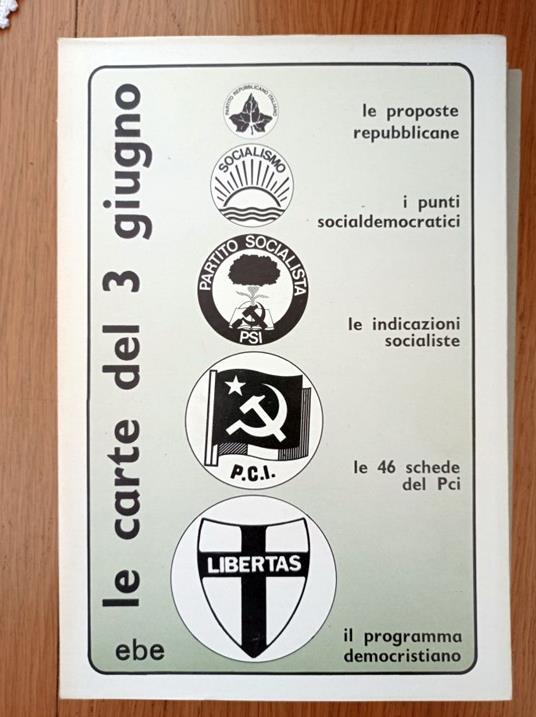 le carte del 3 giugno
PARTITO REPUBBLICANO ITALIANO
le proposte
repubblicane
SOCIALISMO
i punti
socialdemocratici
PARTITO SOCIALISTA
PSI
le indicazioni
socialiste
P.C.I.
le 46 schede
del Pci
LIBERTAS
il programma
democristiano
ebe